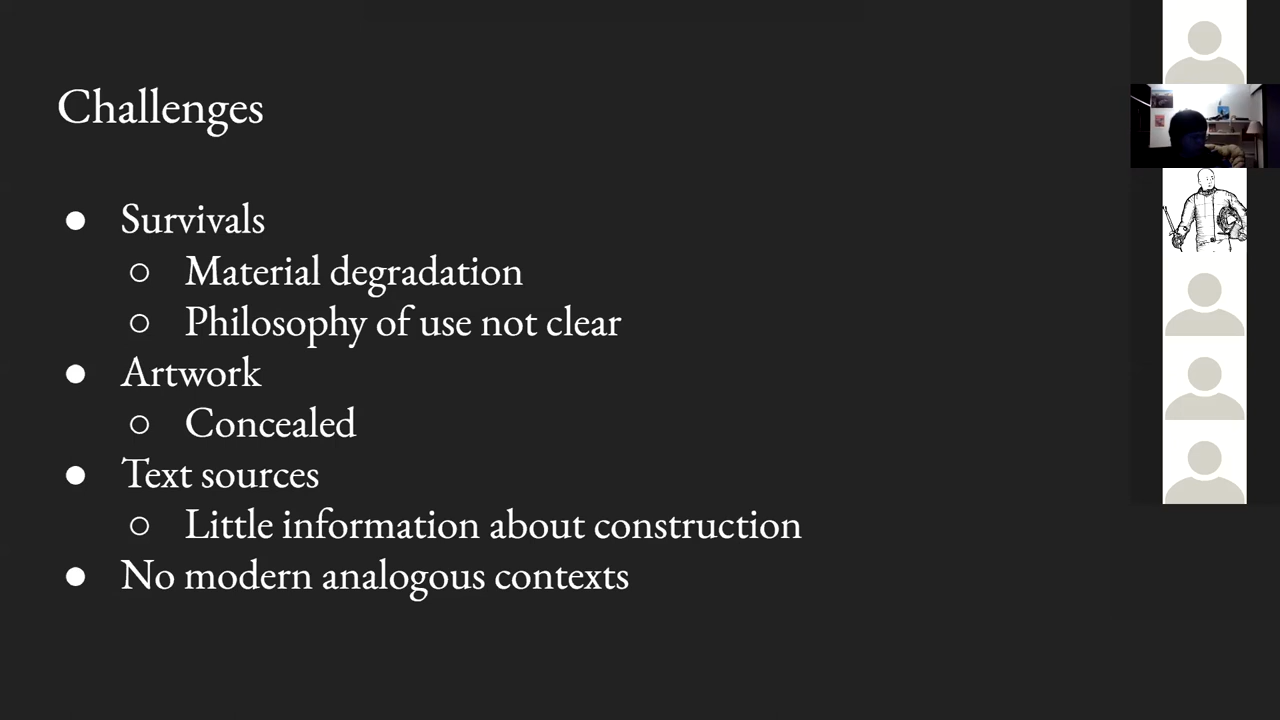 Challenges
● Survivals
○ Material degradation
○ Philosophy of use not clear
● Artwork
○ Concealed
● Text sources
○ Little information about construction
● No modern analogous contexts